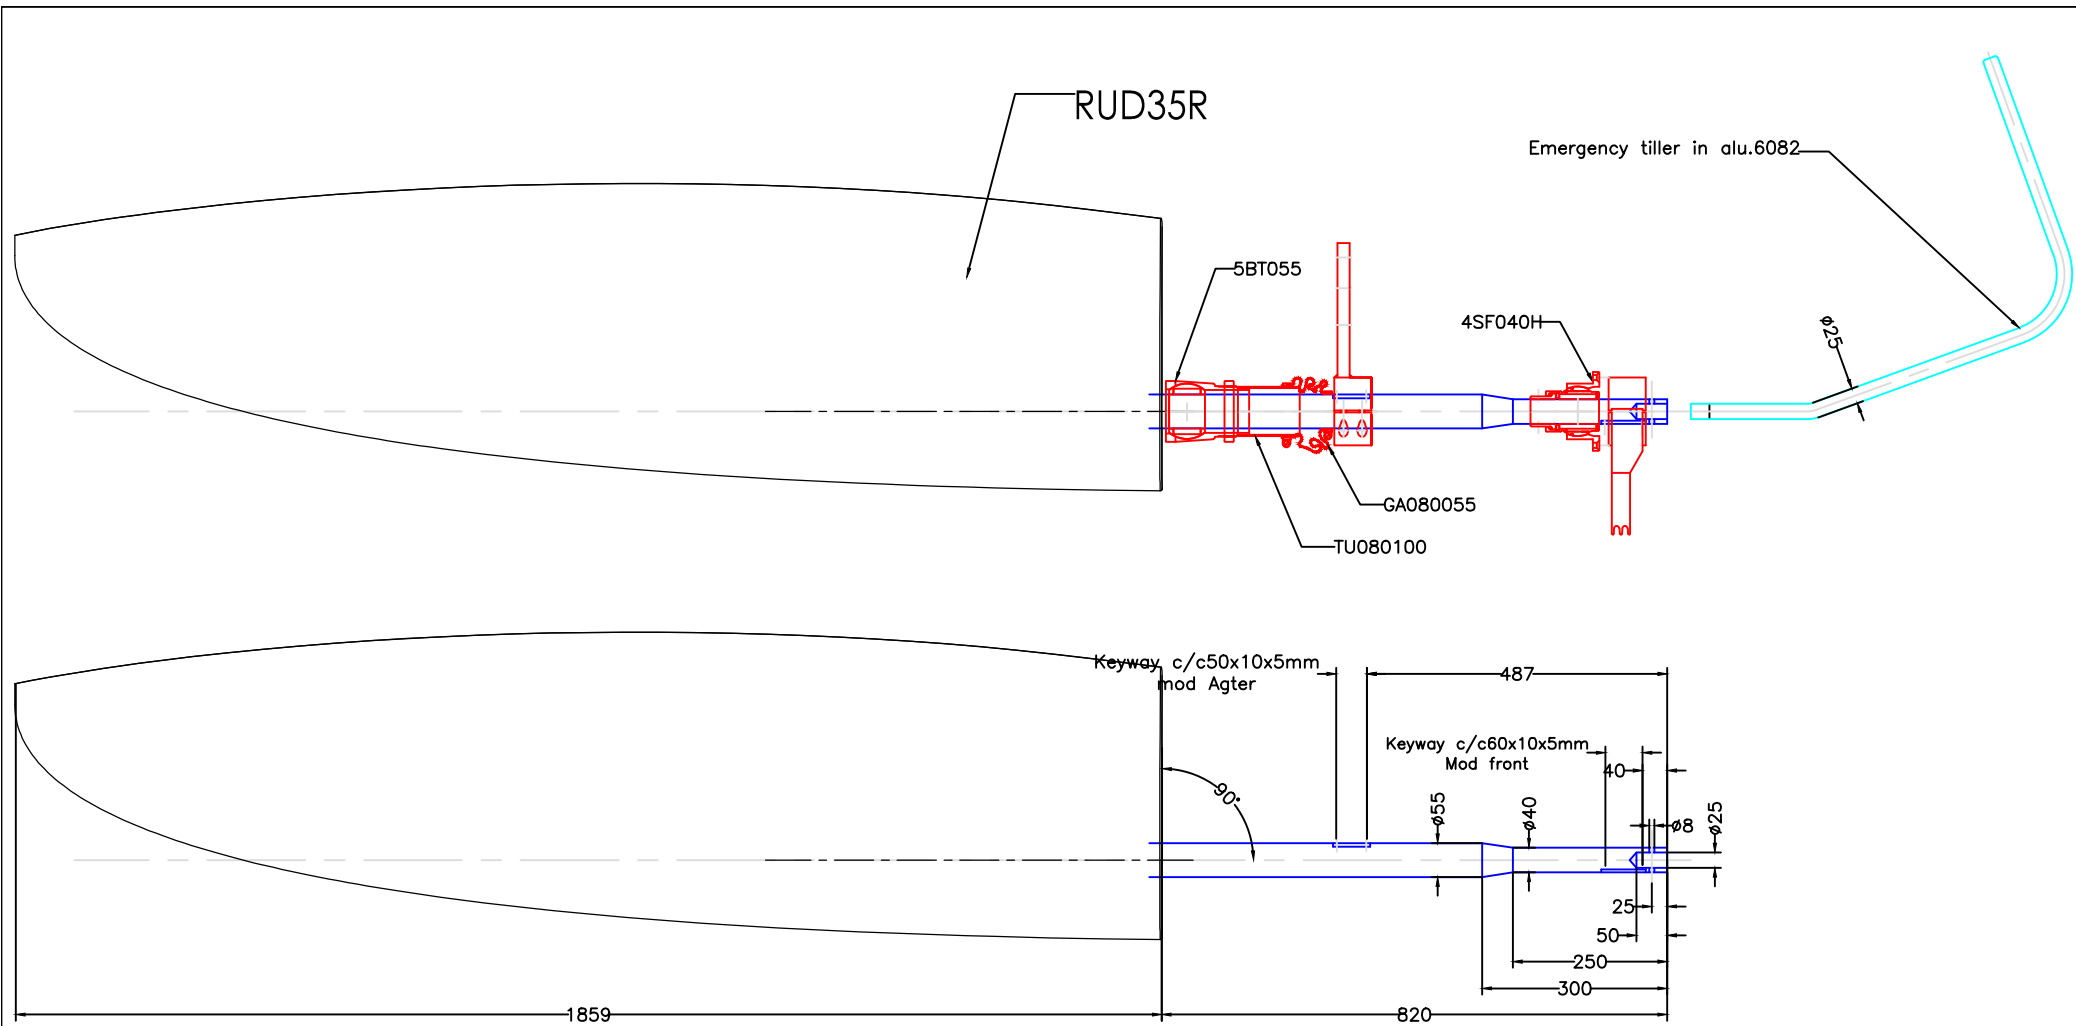 RUD35R
Emergency tiller in alu.6082
5BT055
4SF040H
ø25
GA080055
TU080100
Keyway c/c50x10x5mm
mod Agter
487
Keyway c/c60x10x5mm
Mod front
40
90°
ø55
ø40
ø8
ø25
25
50
250
300
1859
820